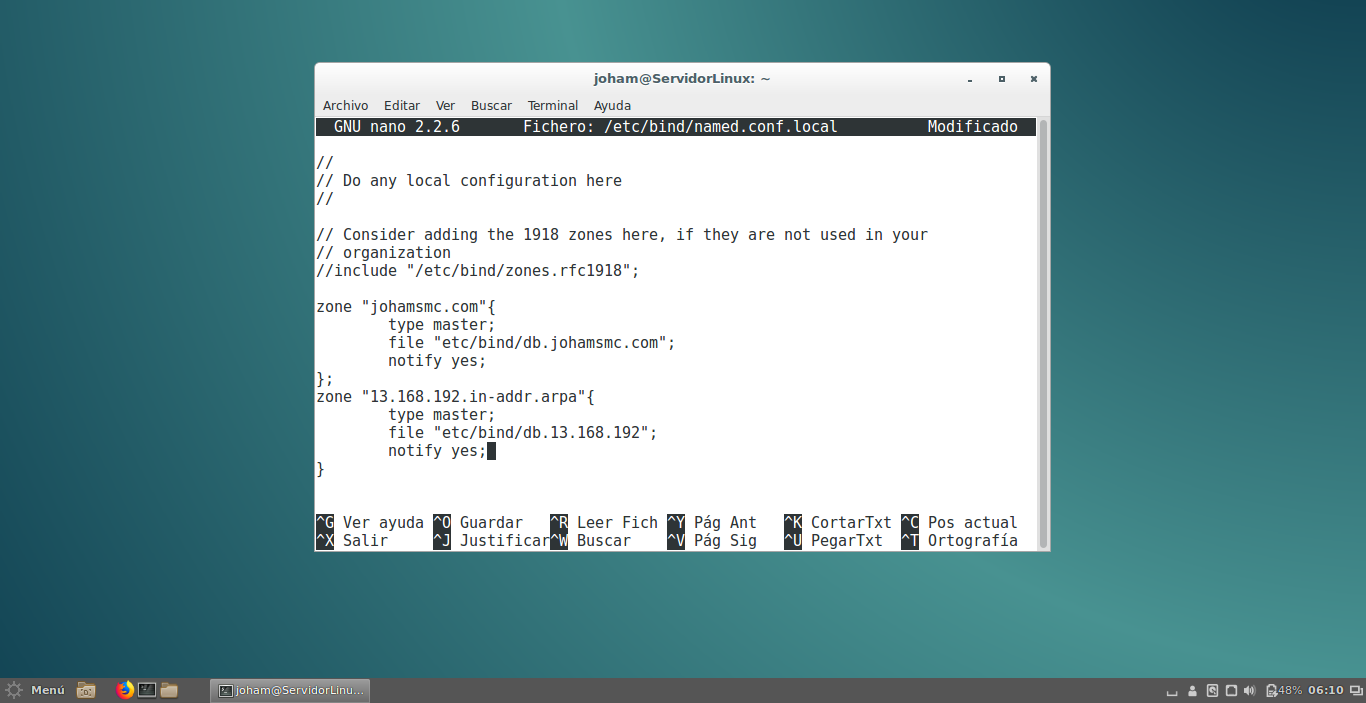 joham@ServidorLinux: ~
Archivo Editar Ver Buscar Terminal Ayuda
GNU nano 2.2.6 Fichero: /etc/bind/named.conf.local Modificado
//
// Do any local configuration here
//
// Consider adding the 1918 zones here, if they are not used in your
// organization
//include "/etc/bind/zones.rfc1918";
zone "johamsmc.com"{
type master;
file "etc/bind/db.johamsmc.com";
notify yes;
};
zone "13.168.192.in-addr.arpa"{
type master;
file "etc/bind/db.13.168.192";
notify yes;
}
^G Ver ayuda ^O Guardar ^R Leer Fich ^Y Pág Ant ^K CortarTxt ^C Pos actual
^X Salir ^J Justificar ^W Buscar ^V Pág Sig ^U PegarTxt ^T Ortografía
Menú joham@ServidorLinu... 48% 06:10